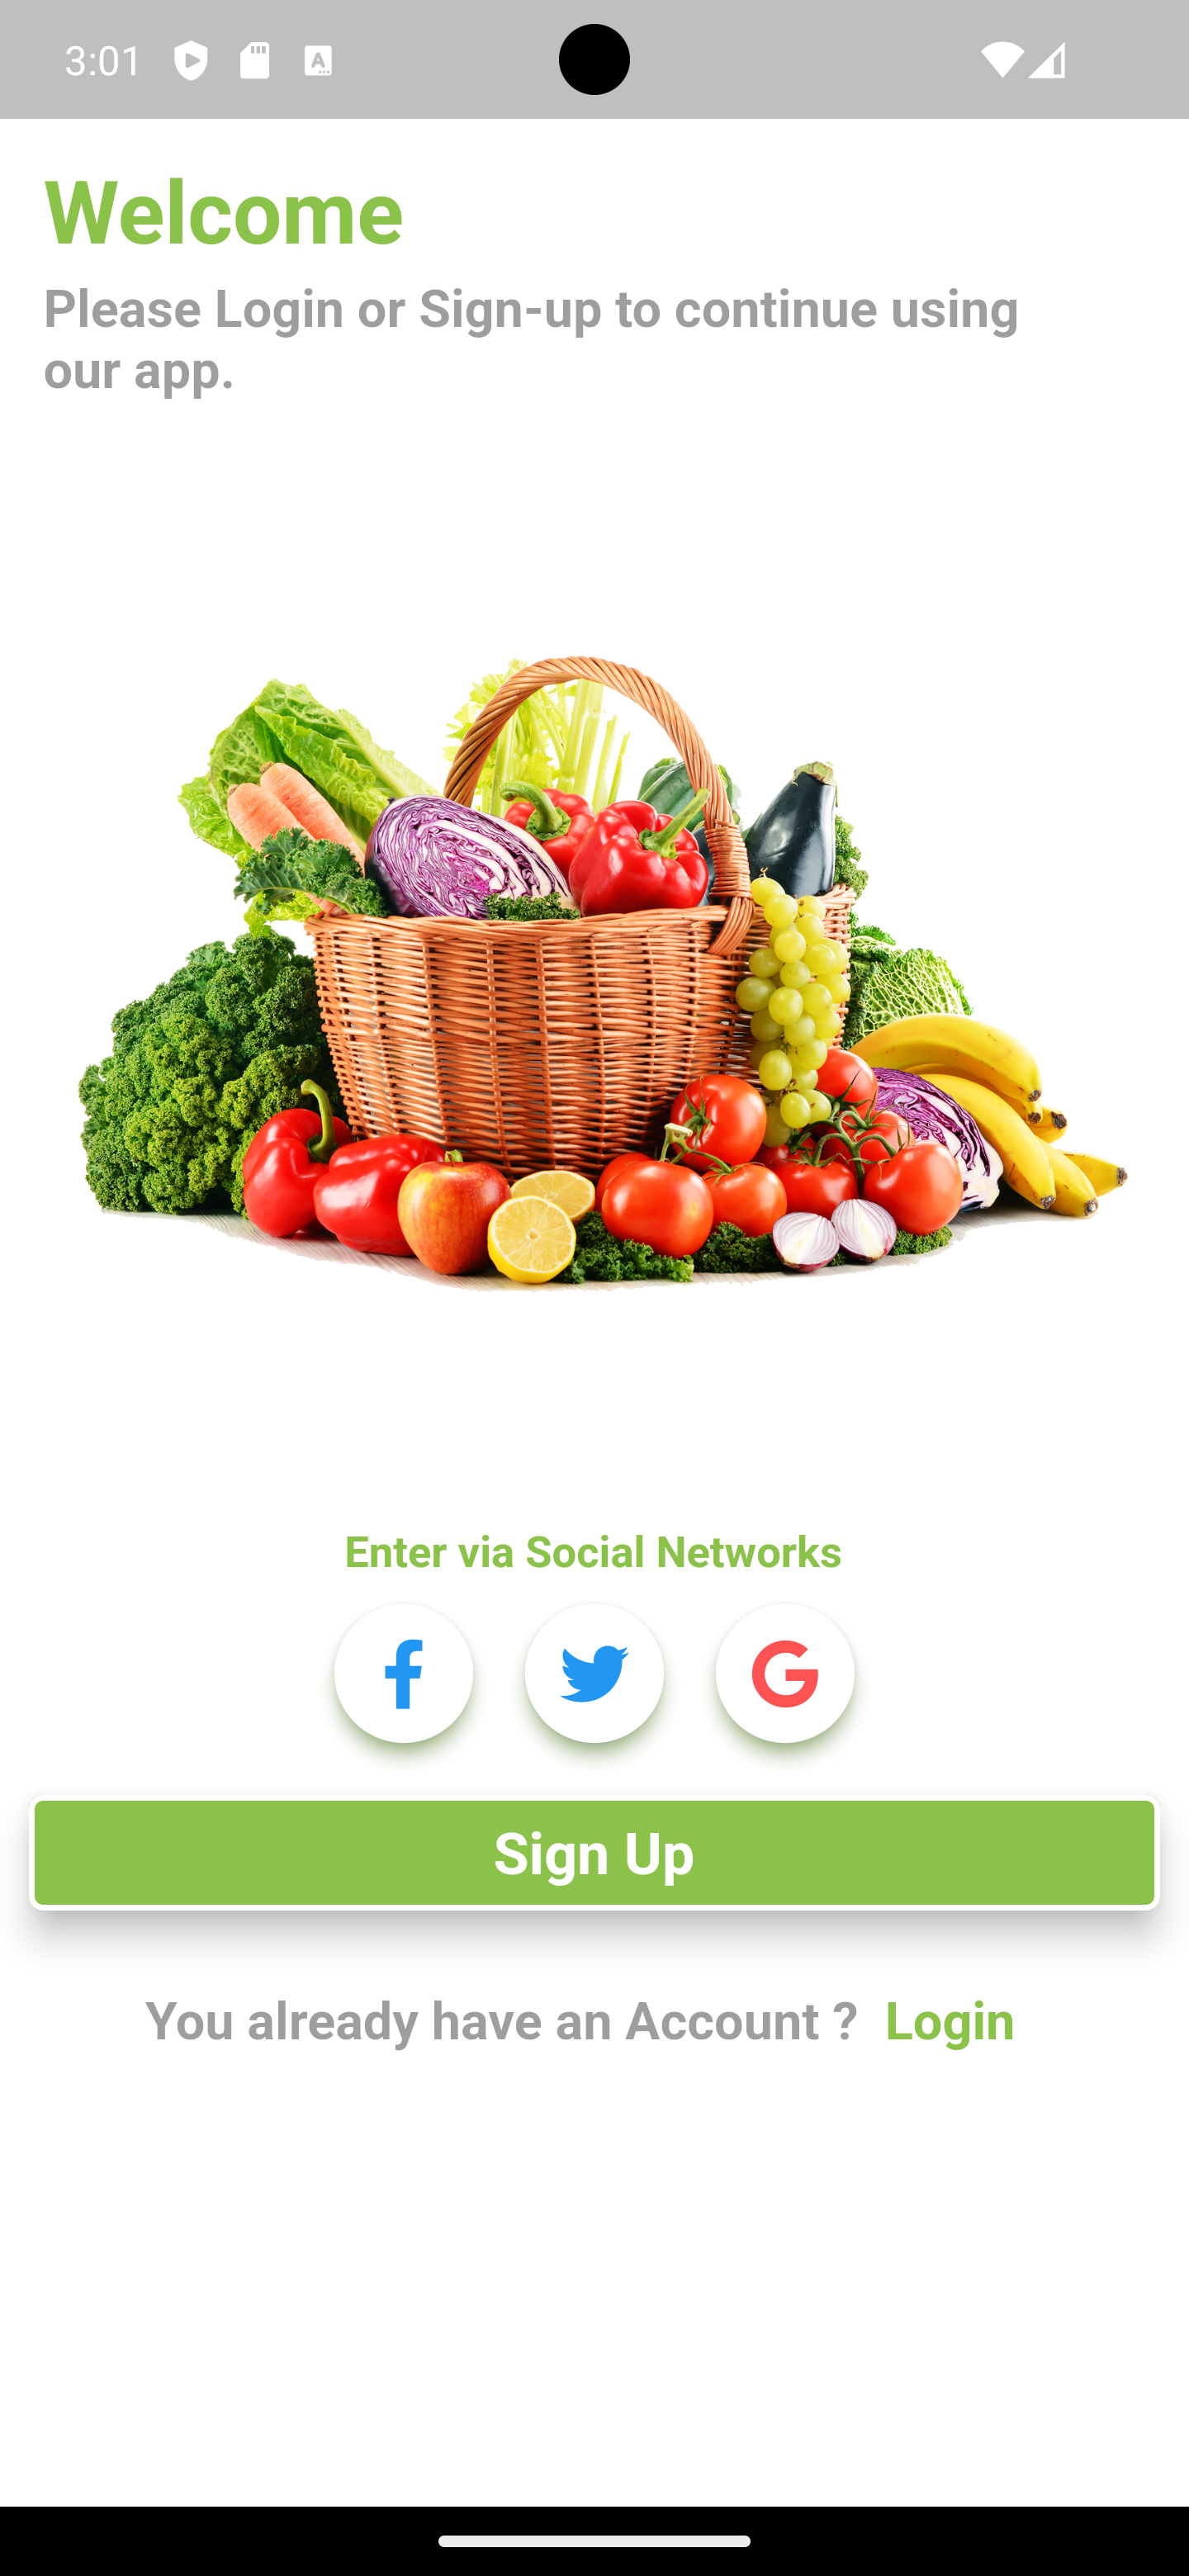 3:01
Welcome
Please Login or Sign-up to continue using
our app.
Enter via Social Networks
Sign Up
You already have an Account ? Login